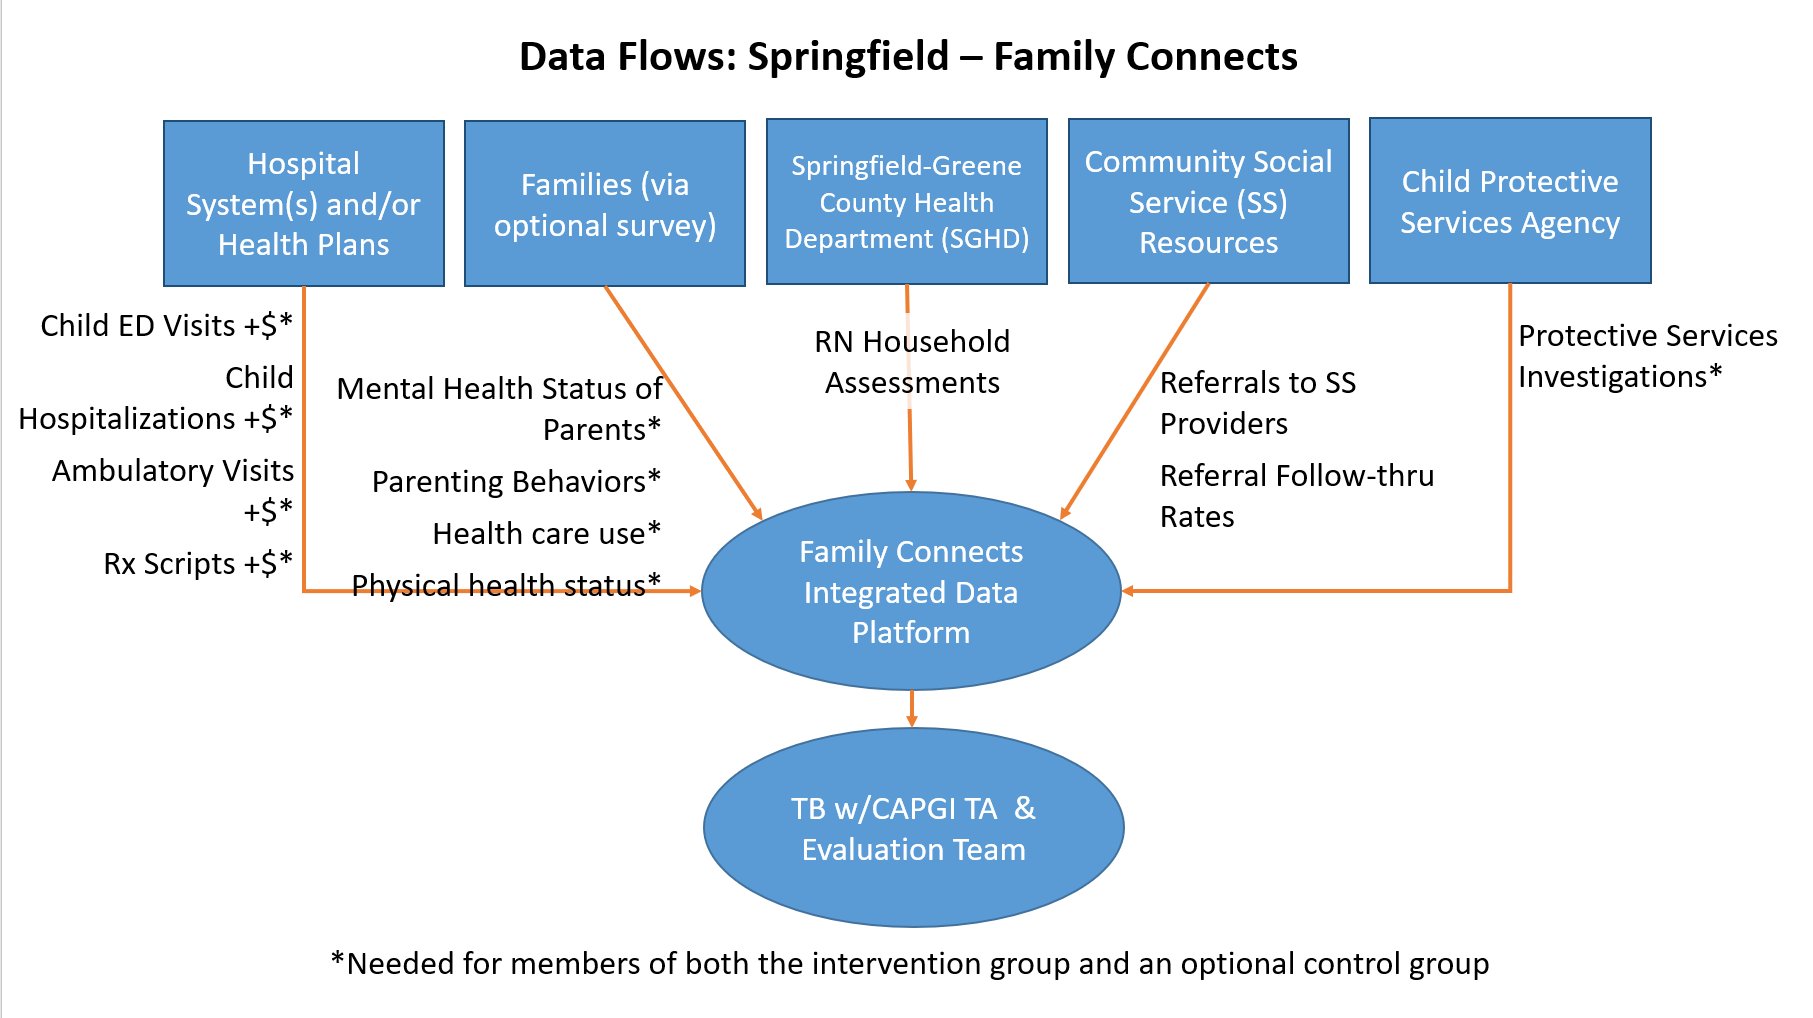 Data Flows: Springfield – Family Connects
Hospital
System(s) and/or
Health Plans
Families (via
optional survey)
Springfield-Greene
County Health
Department (SGHD)
Community Social
Service (SS)
Resources
Child Protective
Services Agency
Child ED Visits +$*
Child
Hospitalizations +$*
Ambulatory Visits
+$*
Rx Scripts +$*
Mental Health Status of
Parents*
Parenting Behaviors*
Health care use*
Physical health status*
RN Household
Assessments
Referrals to SS
Providers
Referral Follow-thru
Rates
Protective Services
Investigations*
Family Connects
Integrated Data
Platform
TB w/CAPGI TA  &
Evaluation Team
*Needed for members of both the intervention group and an optional control group